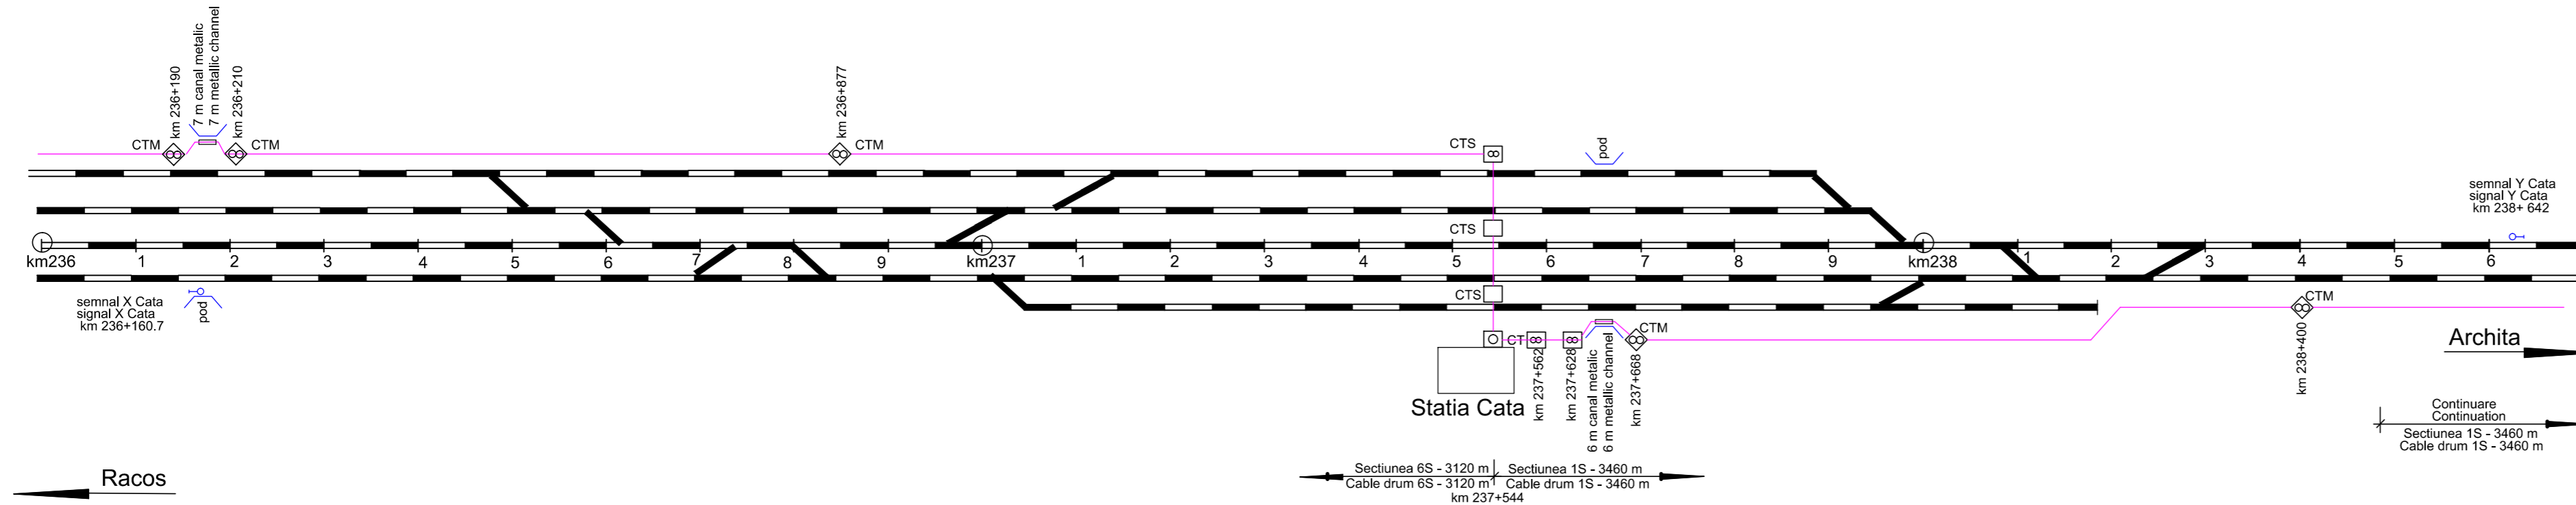 km 236+190
7 m canal metalic
7 m metallic channel
km 236+210
km 236+877
CTM
CTM
CTM
CTS
8
pod
semnal Y Cata
signal Y Cata
km 238+ 642
CTS
km236
1
2
3
4
5
6
7
8
9
km237
1
2
3
4
5
6
7
8
9
km238
1
2
3
4
5
6
semnal X Cata
signal X Cata
km 236+160.7
pod
CTS
CTM
CT
8
8
CTM
km 237+562
km 237+628
6 m canal metalic
6 m metallic channel
km 237+668
km 238+400
Archita
Statia Cata
Continuare
Continuation
Sectiunea 1S - 3460 m
Cable drum 1S - 3460 m
Racos
Sectiunea 6S - 3120 m
Cable drum 6S - 3120 m
Sectiunea 1S - 3460 m
Cable drum 1S - 3460 m
km 237+544